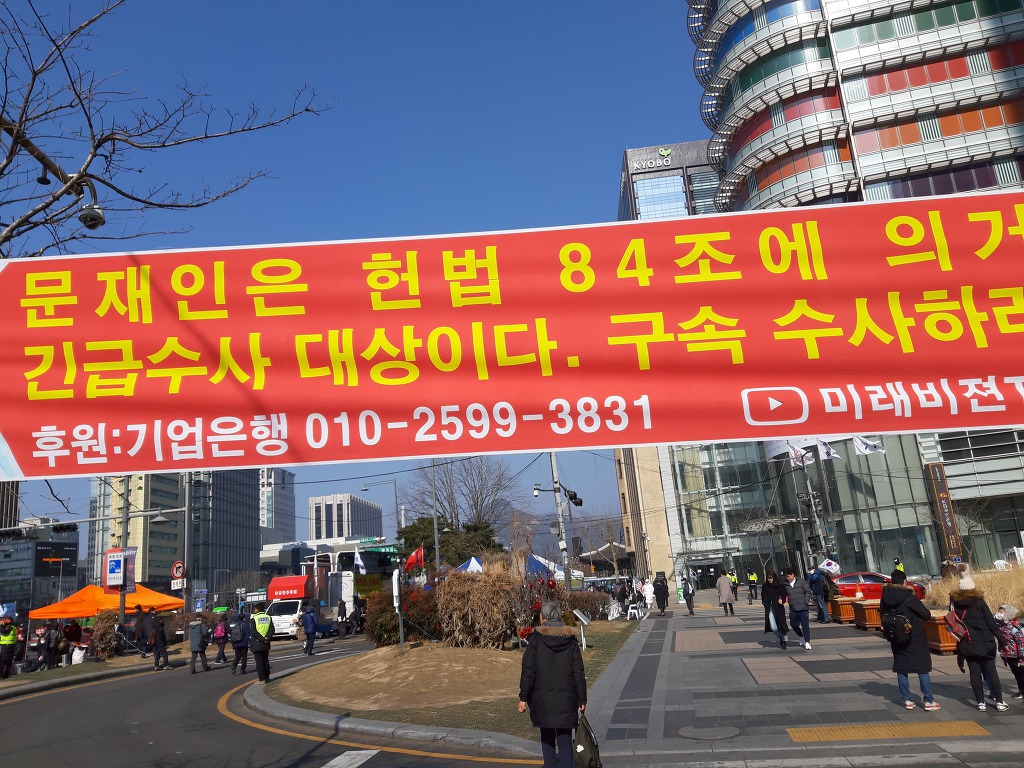 KYOBO
문재인은 헌법 84조에 의거
긴급수사 대상이다. 구속 수사하라
후원:기업은행 010-2599-3831
미래비전